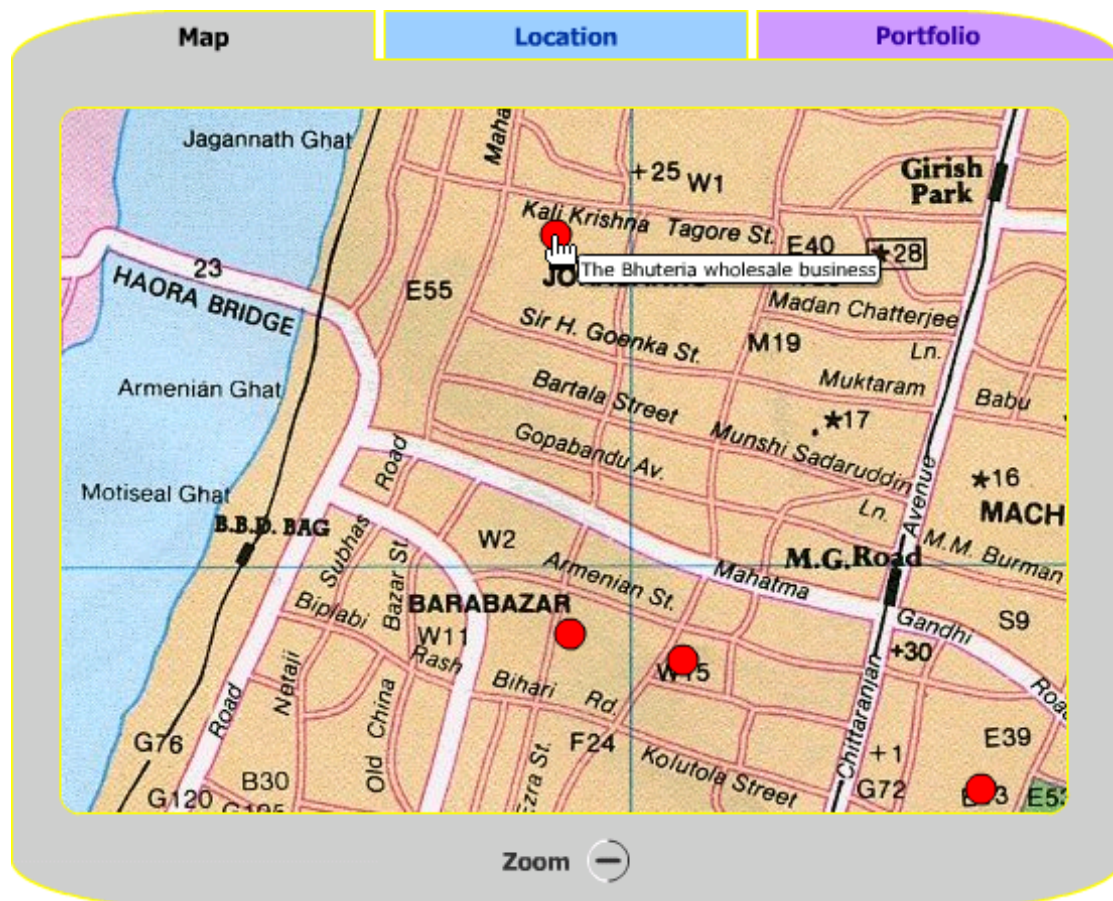 Map
Location
Portfolio
Jagannath Ghat
Maha
+25 W1
Girish
Park
Kali Krishna Tagore St.
E40
★28
The Bhuteria wholesale business
23
HAORA BRIDGE
E55
Madan Chatterjee
Ln.
Sir H. Goenka St.
M19
Muktaram
Babu
Armenian Ghat
Bartala Street
★17
Gopabandu Av.
Munshi Sadaruddin
Ln.
Road
Avenue
★16
MACH
Motiseal Ghat
B.B.D. BAG
Subhas
W2
M.G.Road
M.M. Burman
Armenian St.
Mahatma
Gandhi
Road
S9
Biplabi
Bazar St.
BARABAZAR
W11
Rash
Bihari Rd.
+30
Netaji
Road
Old China
Ezra St.
F24
Kolutola Street
Chittaranjan
+1
E39
G76
B30
G120
G72
E53
Zoom